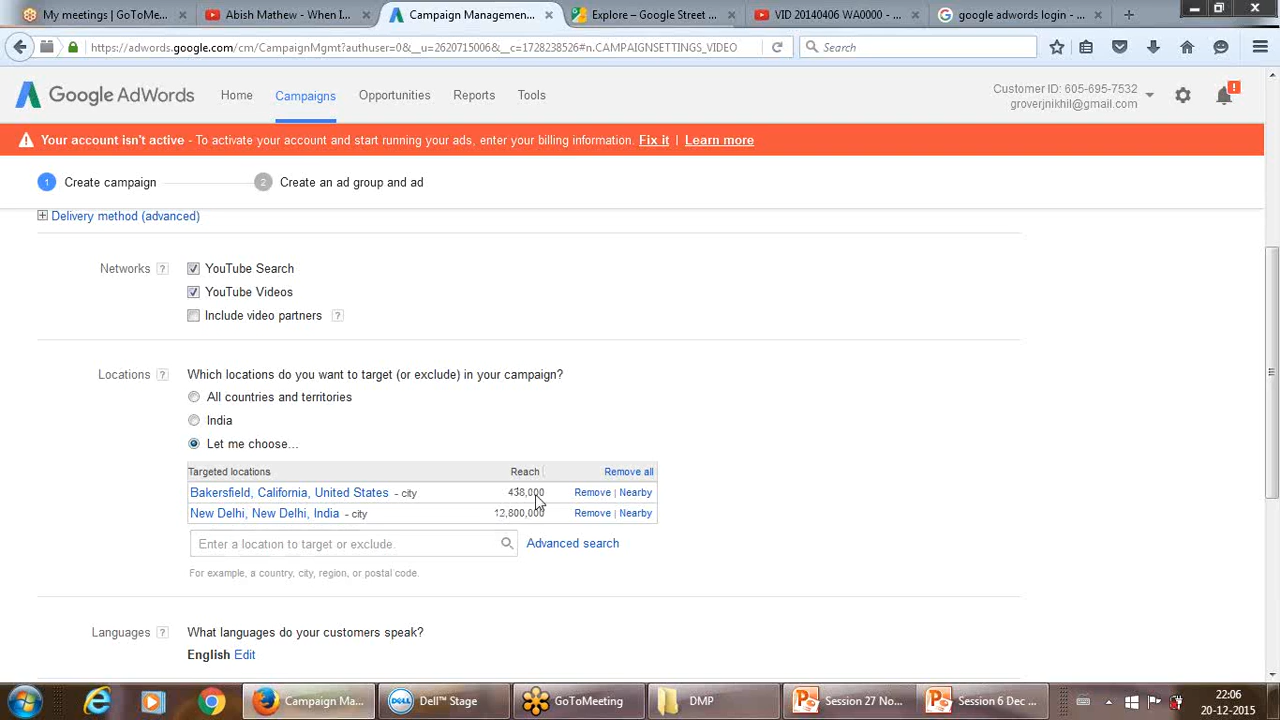 My meetings | GoToMe...
Abish Mathew - When I...
Campaign Management...
Explore – Google Street ...
VID 20140406 WA0000 - ...
google adwords login - ...
https://adwords.google.com/cm/CampaignMgmt?authuser=0&__u=2620715006&__c=1728238526#n.CAMPAIGNSETTINGS_VIDEO
Search
Google AdWords
Home
Campaigns
Opportunities
Reports
Tools
Customer ID: 605-695-7532
groverjnikhil@gmail.com
Your account isn't active - To activate your account and start running your ads, enter your billing information. Fix it | Learn more
1 Create campaign
2 Create an ad group and ad
Delivery method (advanced)
Networks ?
YouTube Search
YouTube Videos
Include video partners ?
Locations ?
Which locations do you want to target (or exclude) in your campaign?
All countries and territories
India
Let me choose...
Targeted locations Reach Remove all
Bakersfield, California, United States - city 438,000 Remove | Nearby
New Delhi, New Delhi, India - city 12,800,000 Remove | Nearby
Enter a location to target or exclude.
Advanced search
For example, a country, city, region, or postal code.
Languages ?
What languages do your customers speak?
English Edit
Campaign Ma...
DELL
Dell™ Stage
GoToMeeting
DMP
Session 27 No...
Session 6 Dec ...
22:06
20-12-2015